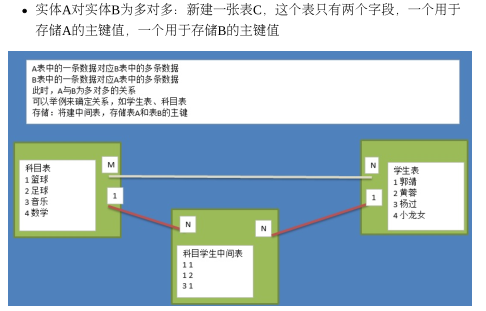 • 实体A对实体B为多对多：新建一张表C，这个表只有两个字段，一个用于
存储A的主键值，一个用于存储B的主键值
A表中的一条数据对应B表中的多条数据
B表中的一条数据对应A表中的多条数据
此时，A与B为多对多的关系
可以举例来确定关系，如学生表、科目表
存储：将建中间表，存储表A和表B的主键
科目表
1 篮球
2 足球
3 音乐
4 数学
M
1
N
1
学生表
1 郭靖
2 黄蓉
3 杨过
4 小龙女
N
N
科目学生中间表
1 1
1 2
3 1